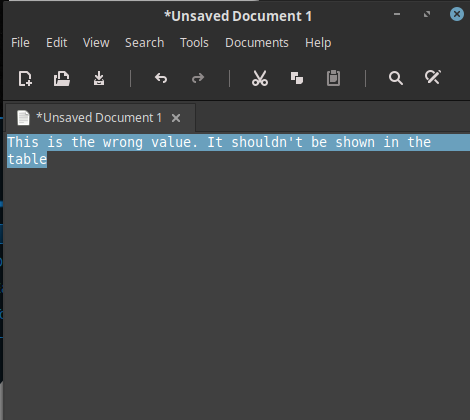 *Unsaved Document 1
File Edit View Search Tools Documents Help
*Unsaved Document 1
This is the wrong value. It shouldn't be shown in the
table